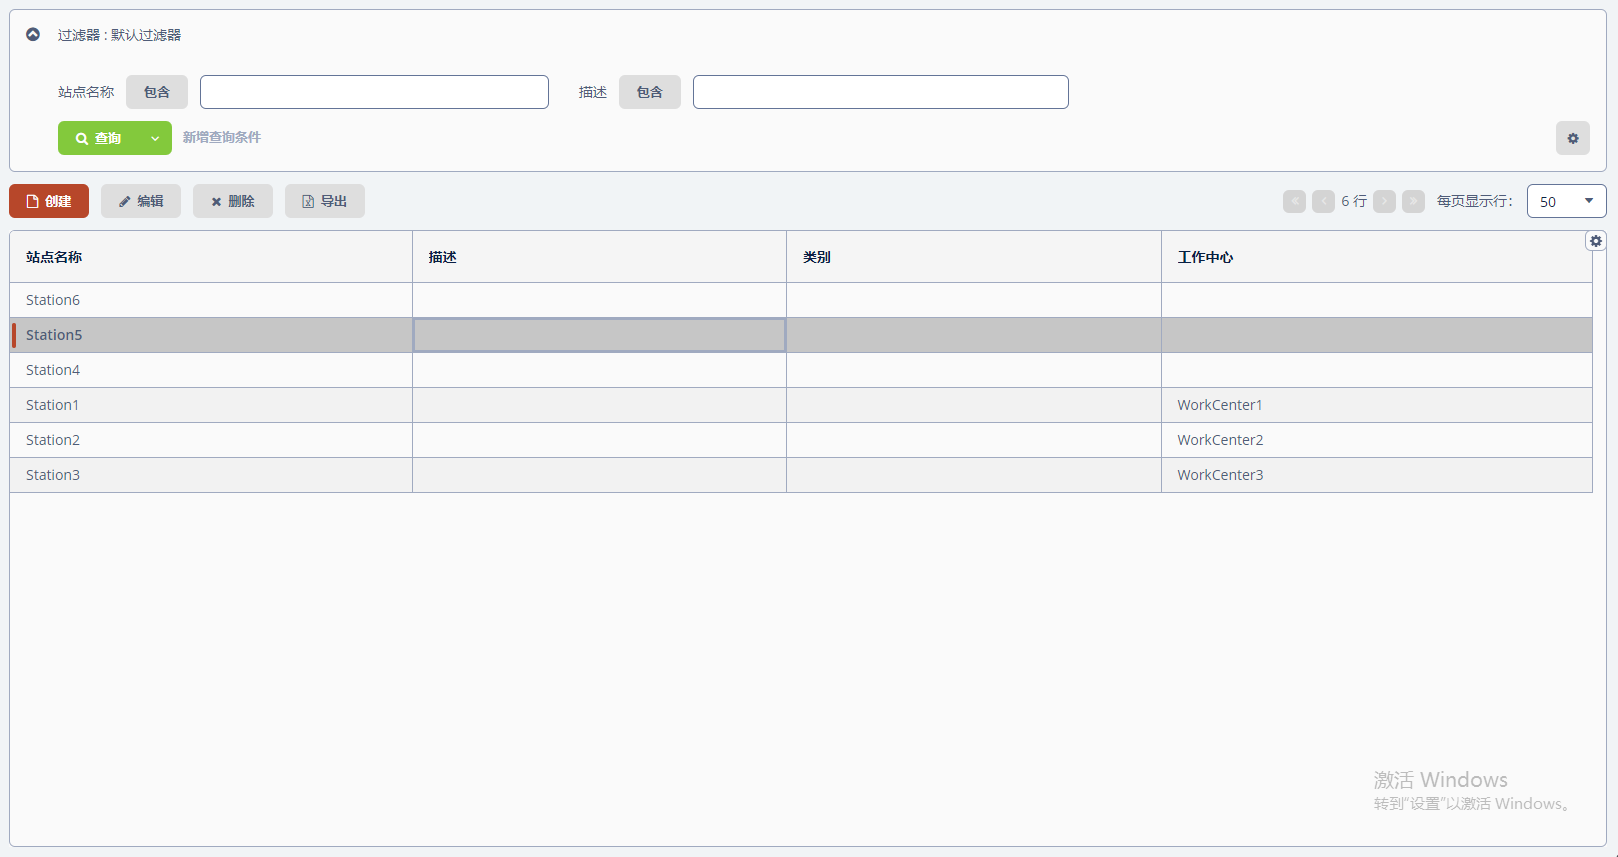 过滤器 : 默认过滤器
站点名称 包含 描述 包含
查询 新增查询条件
创建 编辑 删除 导出 6 行 每页显示行： 50
站点名称 描述 类别 工作中心
Station6
Station5
Station4
Station1 WorkCenter1
Station2 WorkCenter2
Station3 WorkCenter3
激活 Windows
转到"设置"以激活 Windows。